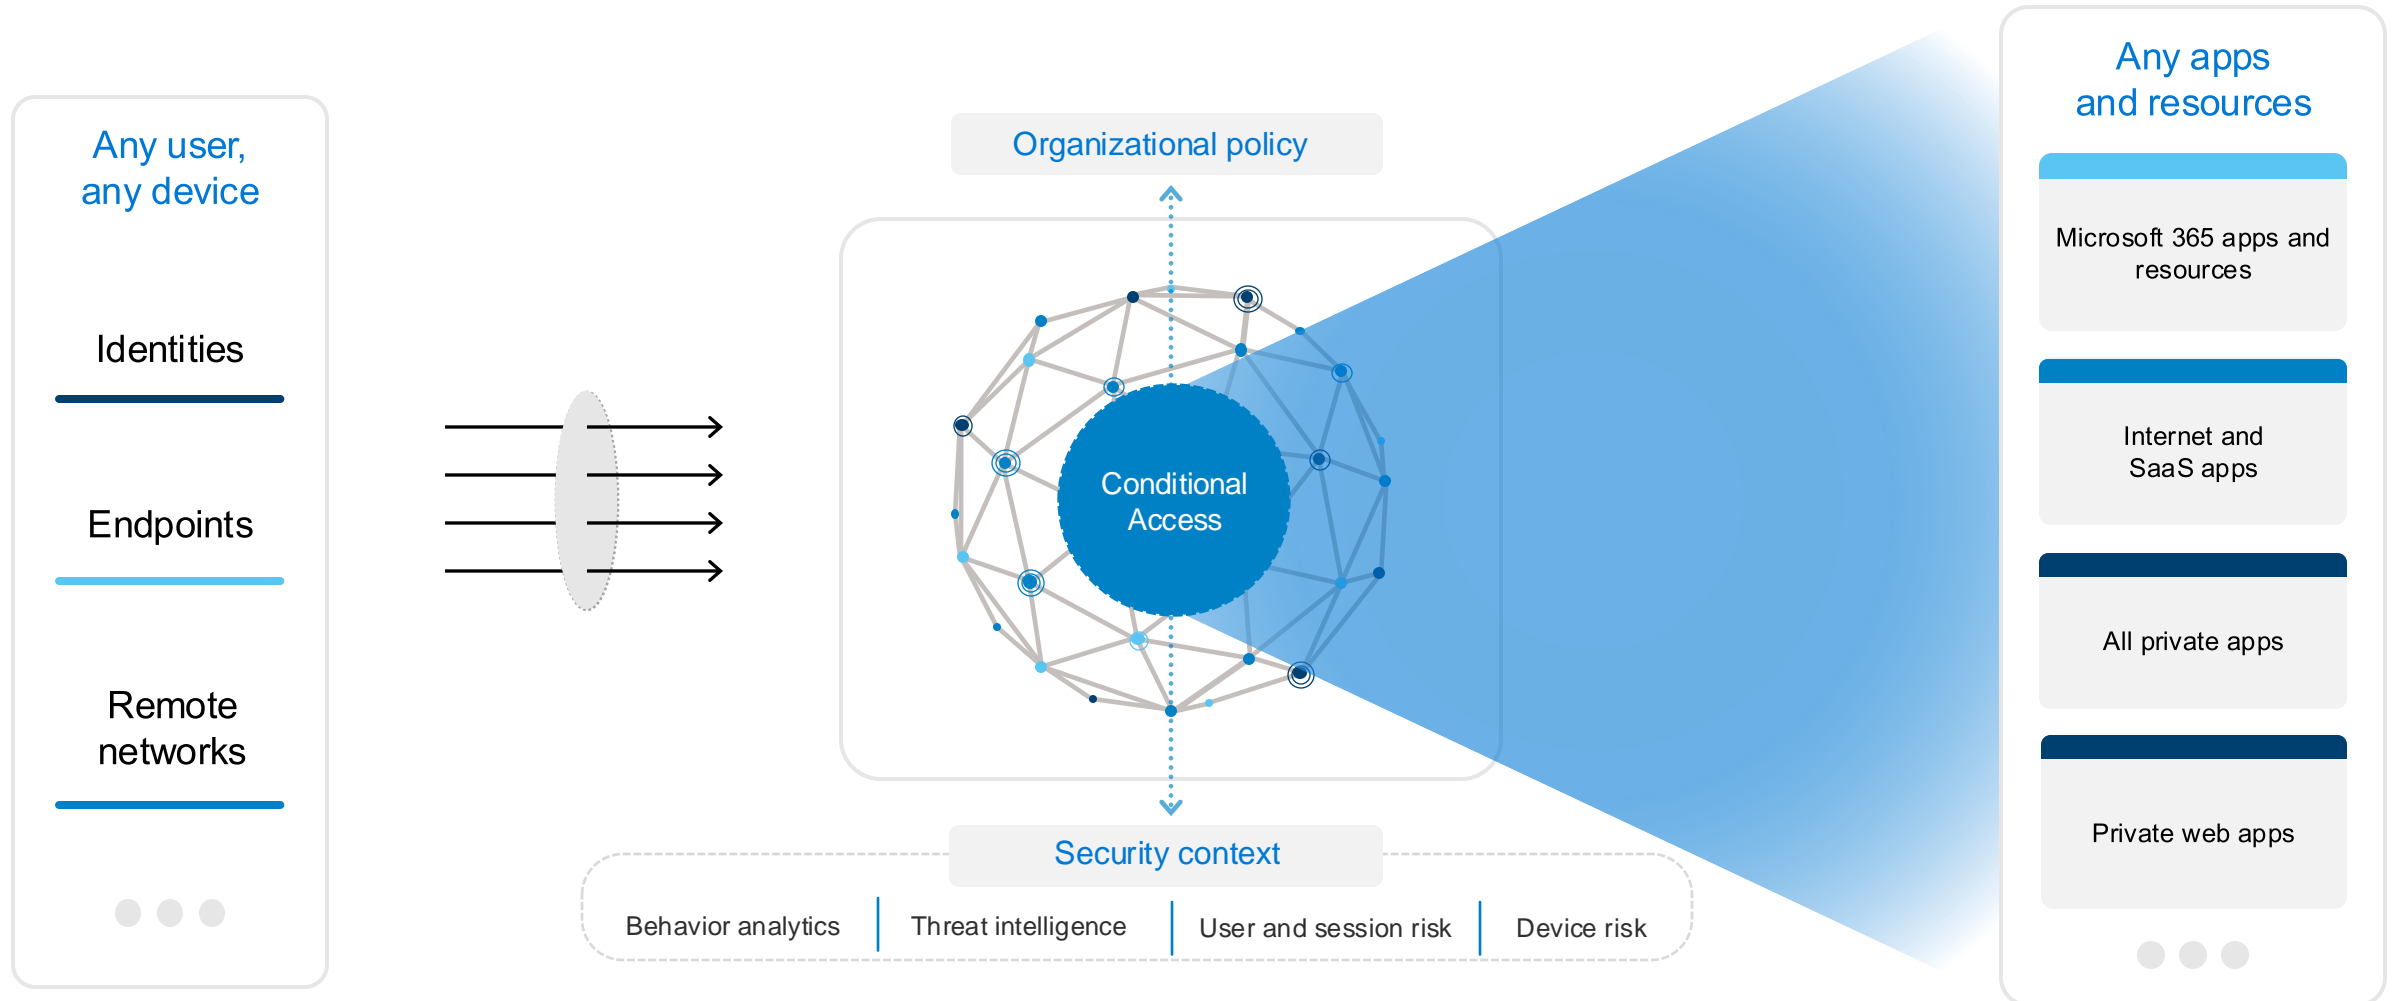 Any user,
any device
Identities
Endpoints
Remote
networks
Organizational policy
Conditional
Access
Security context
Behavior analytics
Threat intelligence
User and session risk
Device risk
Any apps
and resources
Microsoft 365 apps and
resources
Internet and
SaaS apps
All private apps
Private web apps